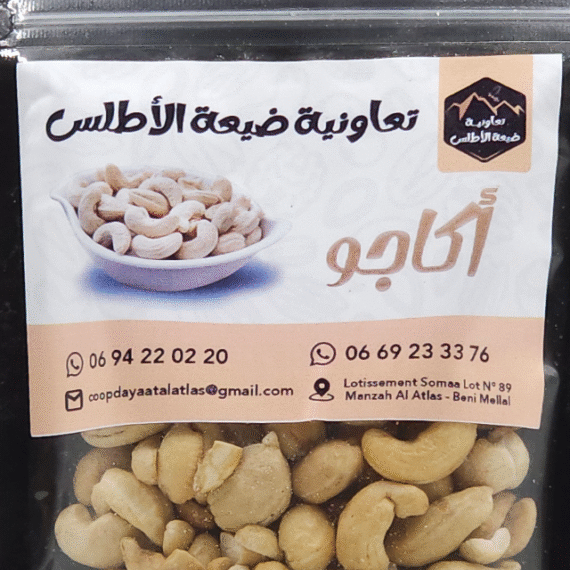 تعاونية ضيعة الأطلس
تعاونية
ضيعة الأطلس
أكاجو
06 94 22 02 20
06 69 23 33 76
coopdayaatalatlas@gmail.com
Lotissement Somaa Lot N° 89
Manzah Al Atlas - Beni Mellal